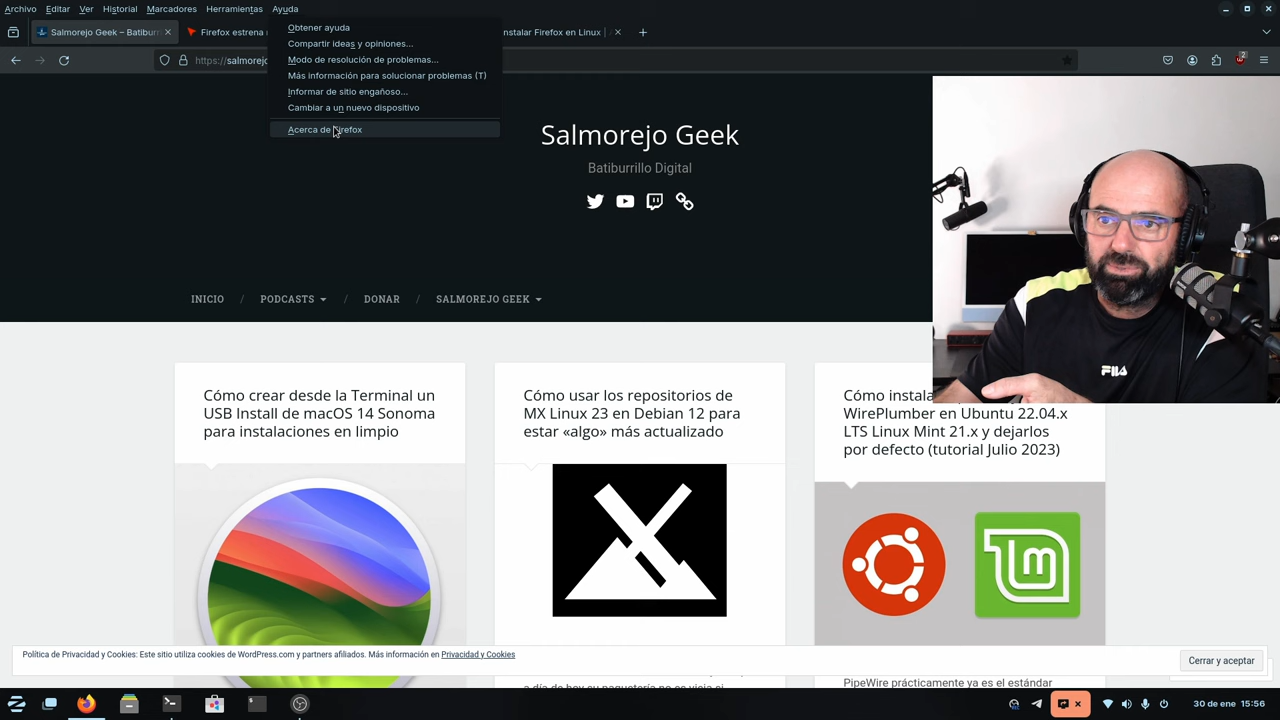 Archivo Editar Ver Historial Marcadores Herramientas Ayuda
Salmorejo Geek – Batiburr
Firefox estrena
nstalar Firefox en Linux |
https://salmorejo
2
Obtener ayuda
Compartir ideas y opiniones...
Modo de resolución de problemas...
Más información para solucionar problemas (T)
Informar de sitio engañoso...
Cambiar a un nuevo dispositivo
Acerca de Firefox
Salmorejo Geek
Batiburrillo Digital
INICIO / PODCASTS / DONAR / SALMOREJO GEEK
FILA
Cómo crear desde la Terminal un
USB Install de macOS 14 Sonoma
para instalaciones en limpio
Cómo usar los repositorios de
MX Linux 23 en Debian 12 para
estar «algo» más actualizado
Cómo instala
WirePlumber en Ubuntu 22.04.x
LTS Linux Mint 21.x y dejarlos
por defecto (tutorial Julio 2023)
Política de Privacidad y Cookies: Este sitio utiliza cookies de WordPress.com y partners afiliados. Más información en Privacidad y Cookies
Cerrar y aceptar
PipeWire prácticamente ya es el estándar
30 de ene 15:56